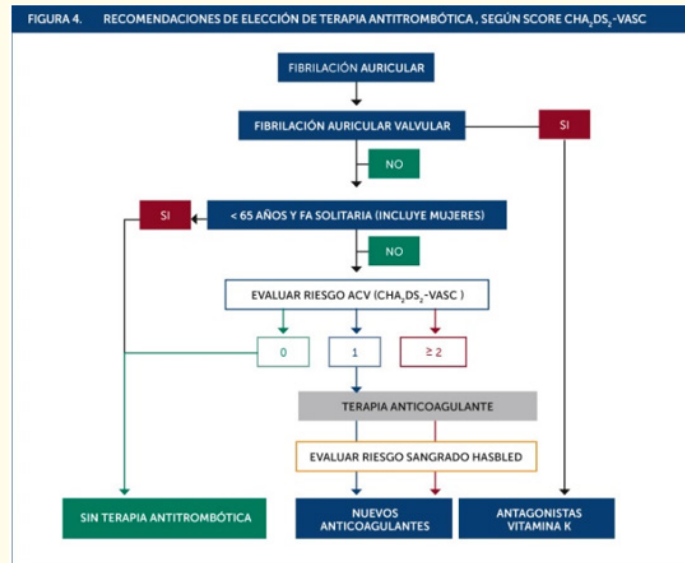 FIGURA 4. RECOMENDACIONES DE ELECCIÓN DE TERAPIA ANTITROMBÓTICA , SEGÚN SCORE CHA₂DS₂-VASC
FIBRILACIÓN AURICULAR
FIBRILACIÓN AURICULAR VALVULAR
SI
NO
SI
< 65 AÑOS Y FA SOLITARIA (INCLUYE MUJERES)
NO
EVALUAR RIESGO ACV (CHA₂DS₂-VASC )
0
1
≥ 2
TERAPIA ANTICOAGULANTE
EVALUAR RIESGO SANGRADO HASBLED
SIN TERAPIA ANTITROMBÓTICA
NUEVOS
ANTICOAGULANTES
ANTAGONISTAS
VITAMINA K